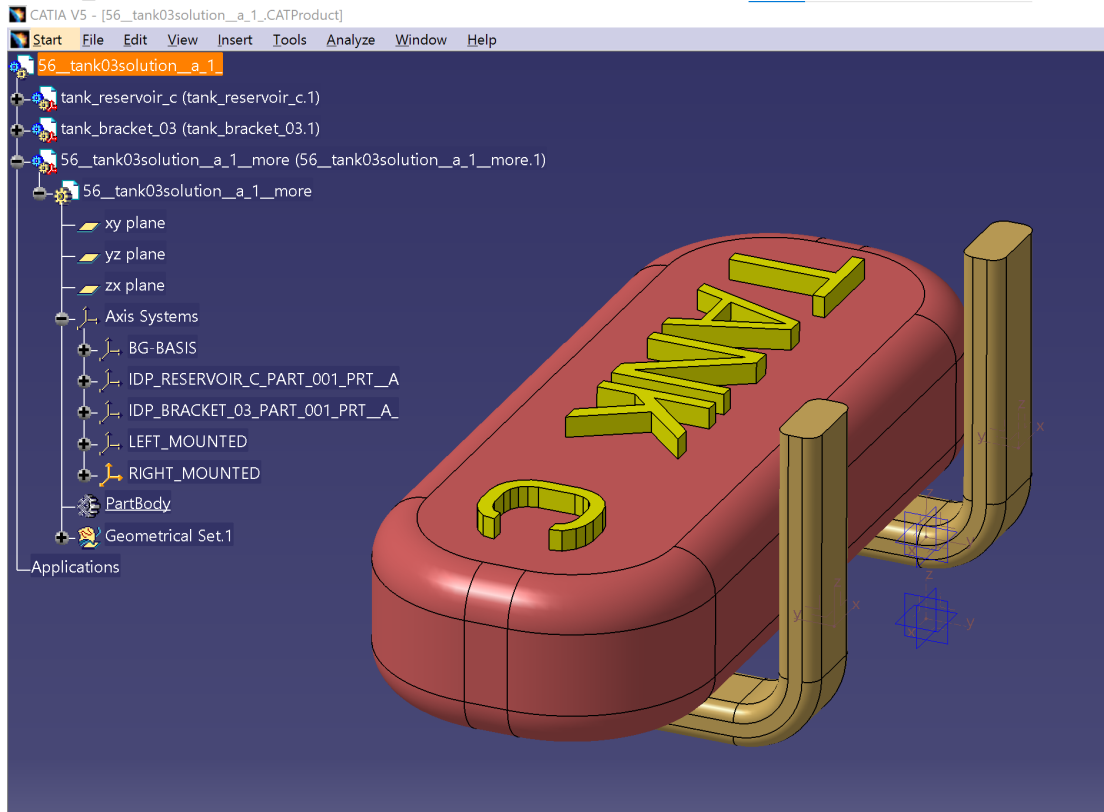 CATIA V5 - [56__tank03solution__a_1_.CATProduct]
Start File Edit View Insert Tools Analyze Window Help
56__tank03solution__a_1_
tank_reservoir_c (tank_reservoir_c.1)
tank_bracket_03 (tank_bracket_03.1)
56__tank03solution__a_1__more (56__tank03solution__a_1__more.1)
56__tank03solution__a_1__more
xy plane
yz plane
zx plane
Axis Systems
BG-BASIS
IDP_RESERVOIR_C_PART_001_PRT__A
IDP_BRACKET_03_PART_001_PRT__A_
LEFT_MOUNTED
RIGHT_MOUNTED
PartBody
Geometrical Set.1
Applications
TANK C
z
y x
z
x y
y x
z
x y